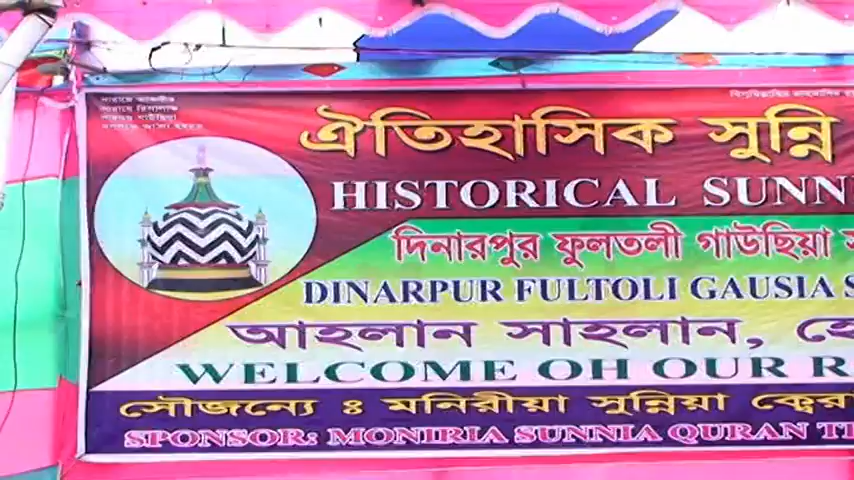 ঐতিহাসিক সুন্নি
HISTORICAL SUNN
দিনারপুর ফুলতলী গাউছিয়া
DINARPUR FULTOLI GAUSIA S
আহলান সাহলান,
WELCOME OH OUR R
সৌজন্যে ঃ মনিরীয়া সুন্নিয়া
SPONSOR: MONIRIA SUNNIA QURAN T